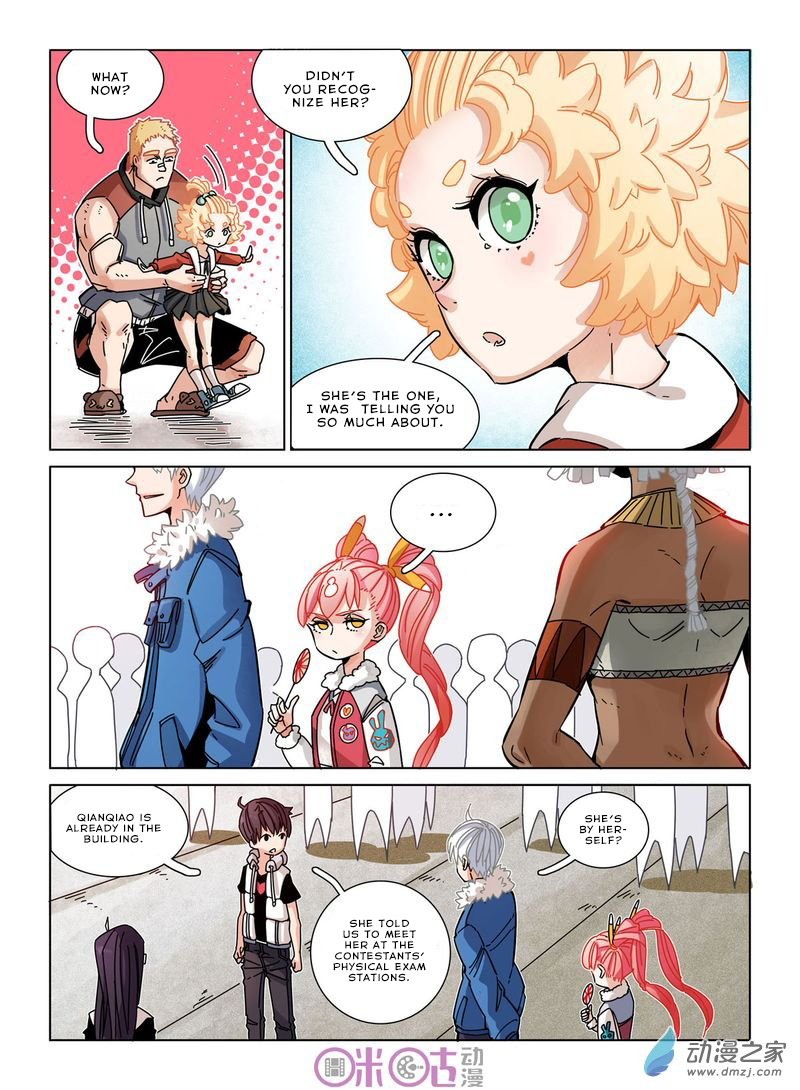 WHAT
NOW?
DIDN'T
YOU RECOG-
NIZE HER?
SHE'S THE ONE,
I WAS TELLING YOU
SO MUCH ABOUT.
...
QIANQIAO IS
ALREADY IN THE
BUILDING.
SHE TOLD
US TO MEET
HER AT THE
CONTESTANTS'
PHYSICAL EXAM
STATIONS.
SHE'S
BY HER-
SELF?
咪咕动漫
动漫之家
www.dmzj.com